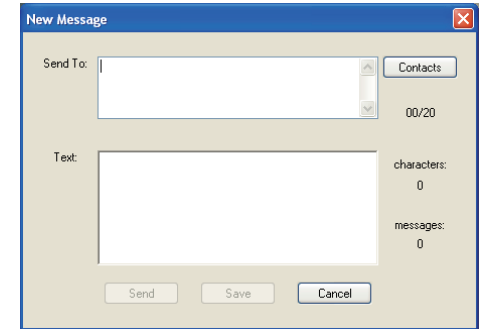 New Message
Send To:
Contacts
00/20
Text:
characters:
0
messages:
0
Send Save Cancel